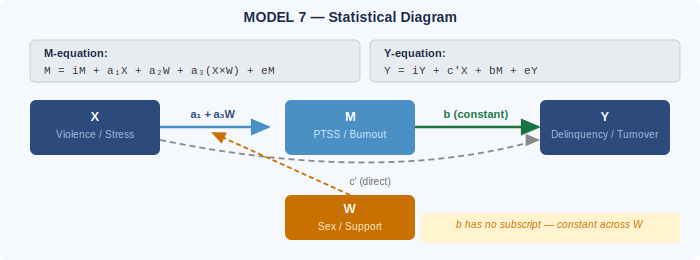 MODEL 7 — Statistical Diagram
M-equation:
M = iM + a₁X + a₂W + a₃(X×W) + eM
Y-equation:
Y = iY + c'X + bM + eY
X
Violence / Stress
a₁ + a₃W
M
PTSS / Burnout
b (constant)
Y
Delinquency / Turnover
c' (direct)
W
Sex / Support
b has no subscript — constant across W